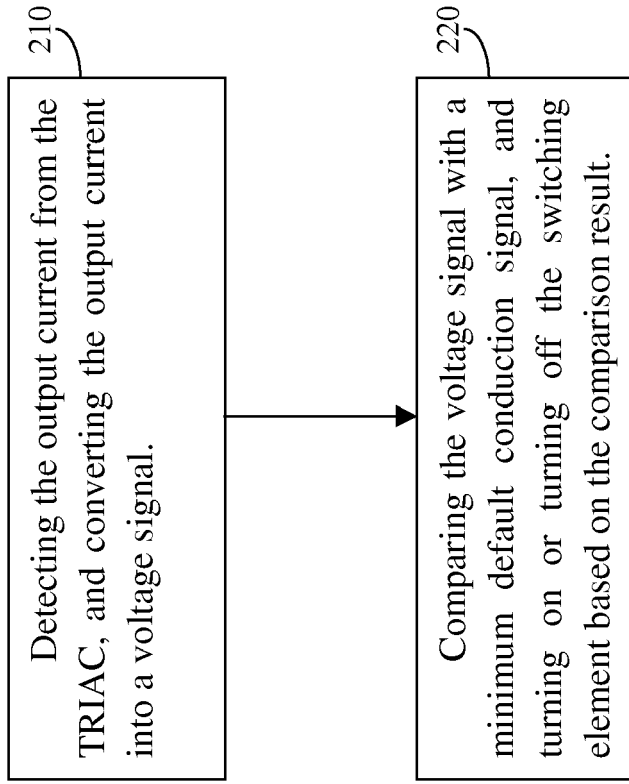 210
Detecting the output current from the
TRIAC, and converting the output current
into a voltage signal.
220
Comparing the voltage signal with a
minimum default conduction signal, and
turning on or turning off the switching
element based on the comparison result.